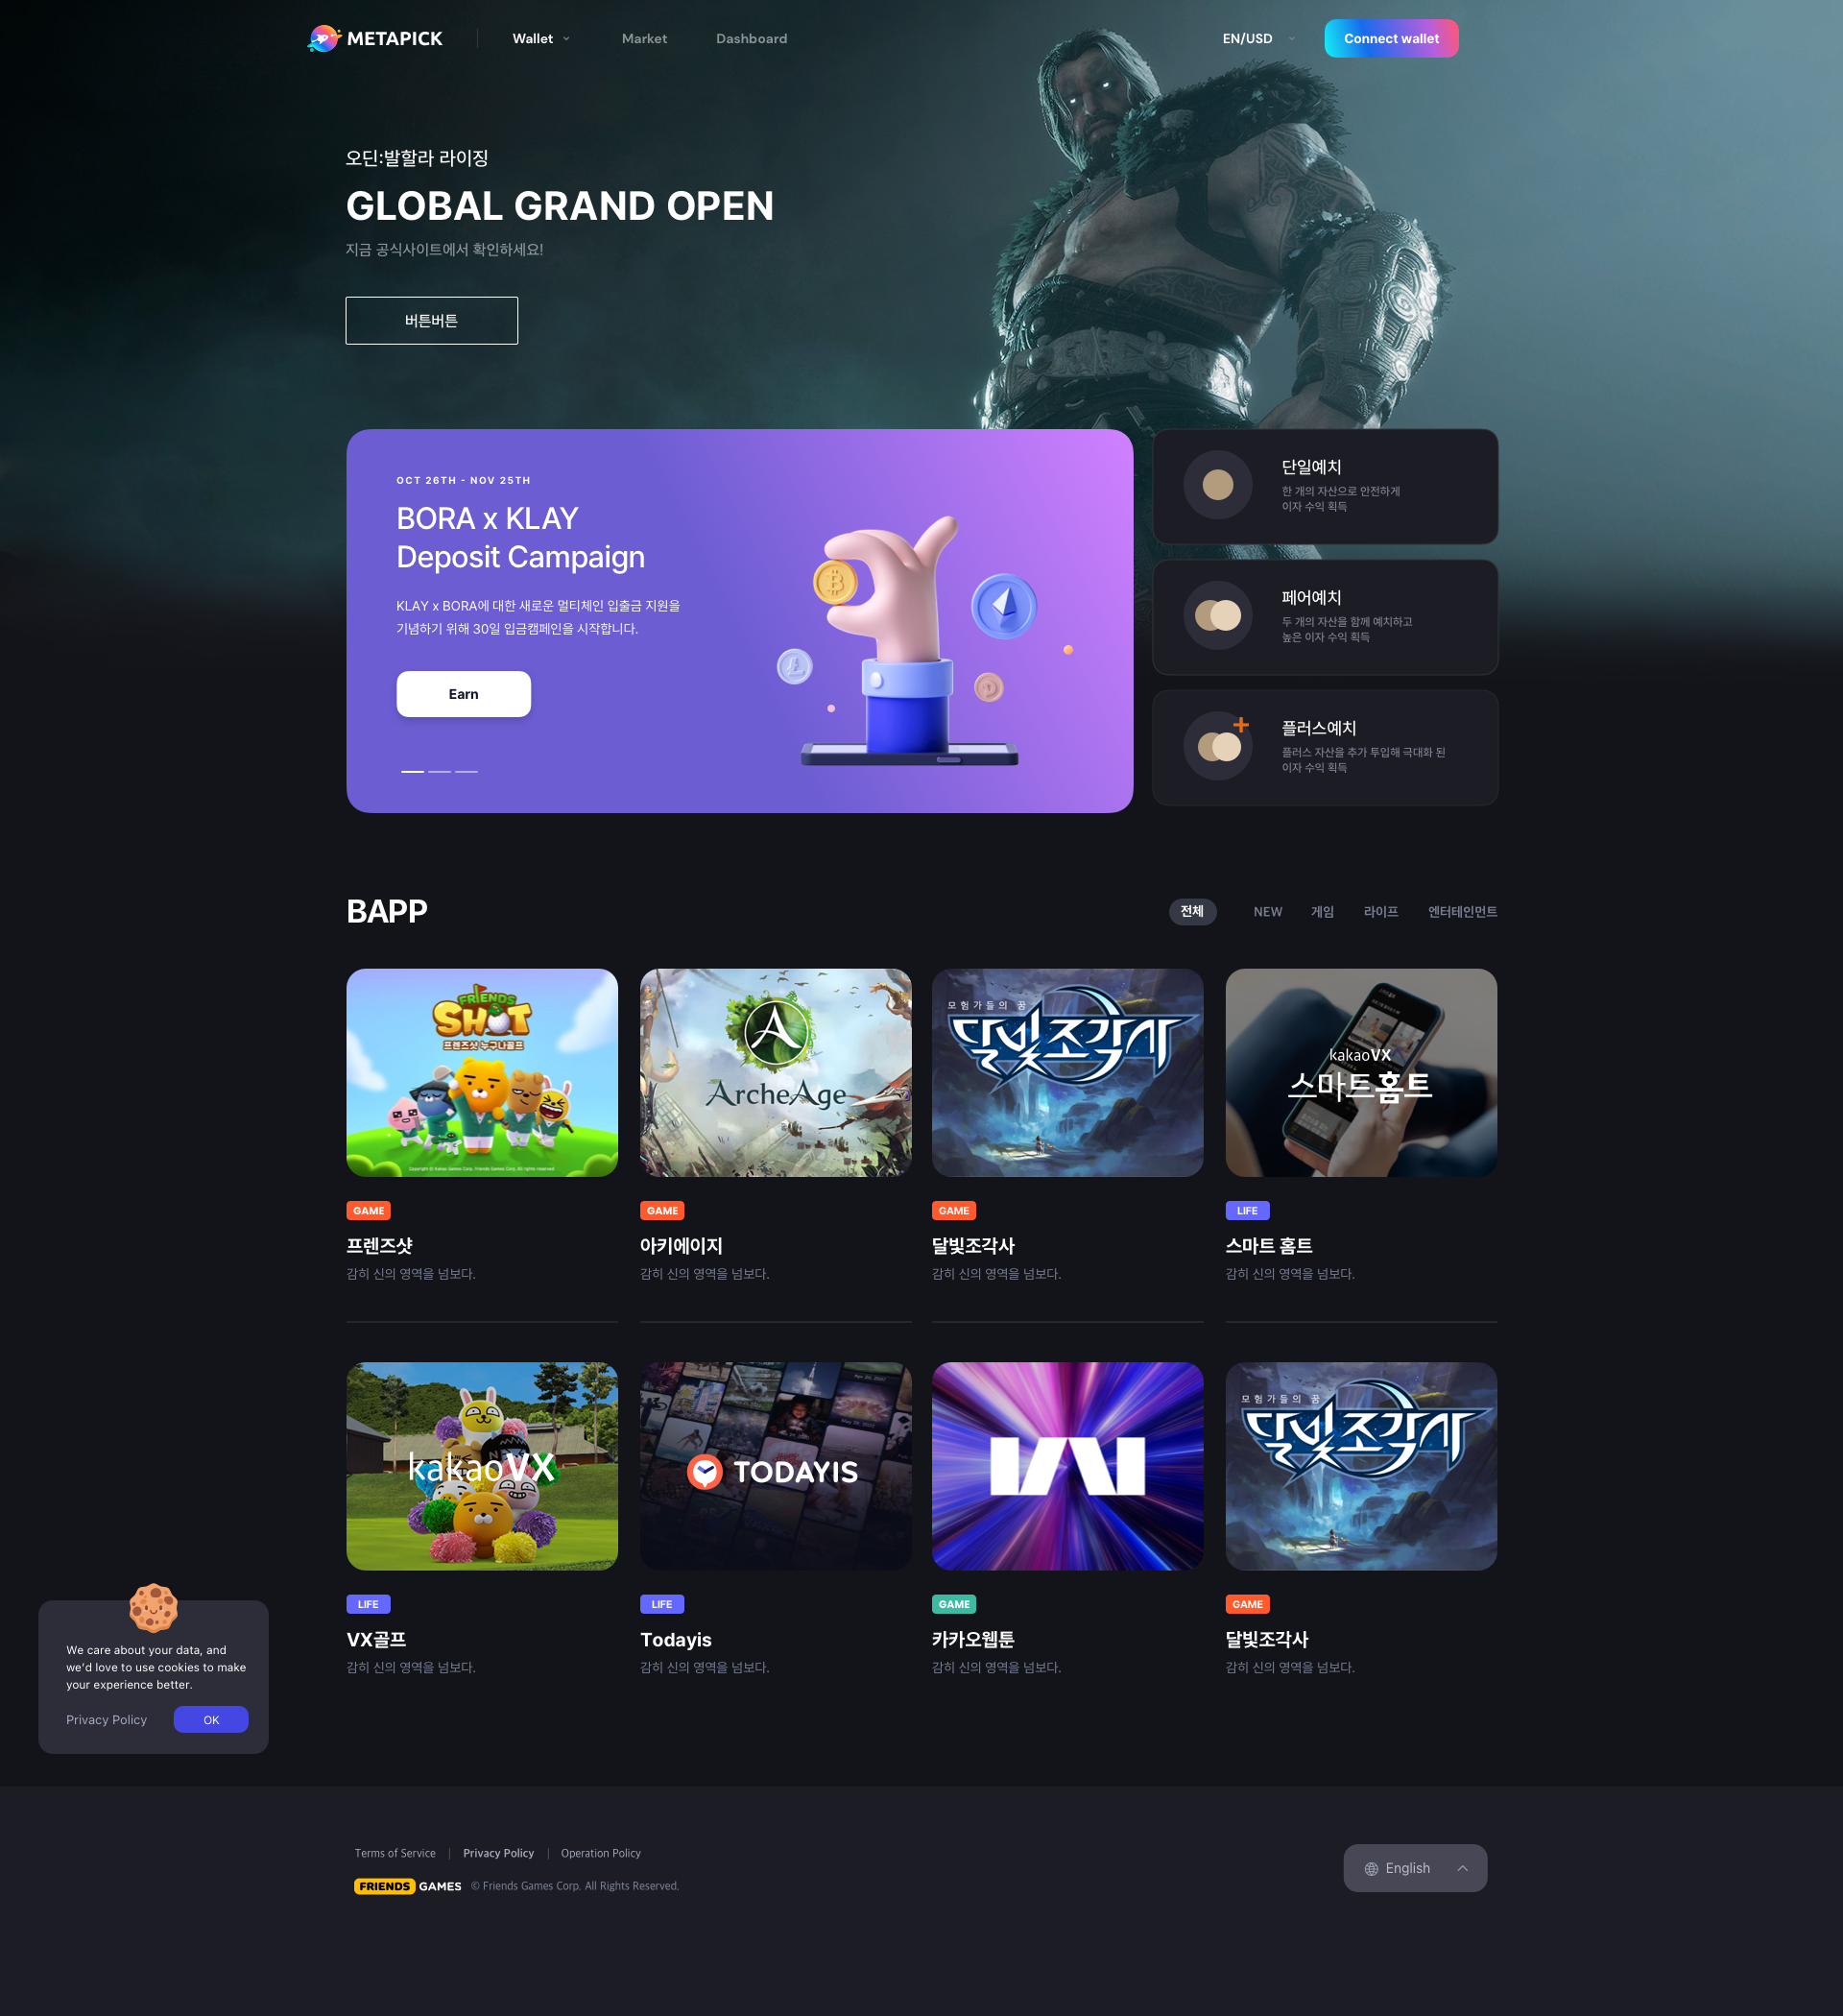 METAPICK
Wallet
Market
Dashboard
EN/USD
Connect wallet
오딘:발할라 라이징
GLOBAL GRAND OPEN
지금 공식사이트에서 확인하세요!
버튼버튼
OCT 26TH - NOV 25TH
BORA x KLAY
Deposit Campaign
KLAY x BORA에 대한 새로운 멀티체인 입출금 지원을
기념하기 위해 30일 입금캠페인을 시작합니다.
Earn
단일예치
한 개의 자산으로 안전하게
이자 수익 획득
페어예치
두 개의 자산을 함께 예치하고
높은 이자 수익 획득
플러스예치
플러스 자산을 추가 투입해 극대화 된
이자 수익 획득
BAPP
전체
NEW
게임
라이프
엔터테인먼트
FRIENDS
SHOT
프렌즈샷 누구나골프
Copyright © Kakao Games Corp. Friends Games Corp. All rights reserved.
ArcheAge
모험가들의 꿈
달빛조각사
kakaoVX
스마트홈트
GAME
프렌즈샷
감히 신의 영역을 넘보다.
GAME
아키에이지
감히 신의 영역을 넘보다.
GAME
달빛조각사
감히 신의 영역을 넘보다.
LIFE
스마트 홈트
감히 신의 영역을 넘보다.
kakaoVX
TODAYIS
모험가들의 꿈
달빛조각사
LIFE
VX골프
감히 신의 영역을 넘보다.
LIFE
Todayis
감히 신의 영역을 넘보다.
GAME
카카오웹툰
감히 신의 영역을 넘보다.
GAME
달빛조각사
감히 신의 영역을 넘보다.
We care about your data, and
we'd love to use cookies to make
your experience better.
Privacy Policy
OK
Terms of Service
Privacy Policy
Operation Policy
FRIENDS GAMES
© Friends Games Corp. All Rights Reserved.
English